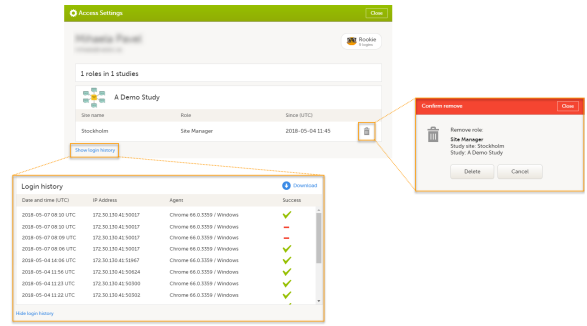 Access Settings
Close
Rookie
1 roles in 1 studies
A Demo Study
Site name Role Since (UTC)
Stockholm Site Manager 2018-05-04 11:45
Show login history
Confirm remove
Close
Remove role:
Site Manager
Study site: Stockholm
Study: A Demo Study
Delete Cancel
Login history
Download
Date and time (UTC) IP Address Agent Success
2018-05-07 08:10 UTC 172.30.130.41:50017 Chrome 66.0.3359 / Windows
2018-05-07 08:10 UTC 172.30.130.41:50017 Chrome 66.0.3359 / Windows
2018-05-07 08:09 UTC 172.30.130.41:50017 Chrome 66.0.3359 / Windows
2018-05-07 08:06 UTC 172.30.130.41:50017 Chrome 66.0.3359 / Windows
2018-05-04 14:06 UTC 172.30.130.41:51967 Chrome 66.0.3359 / Windows
2018-05-04 11:56 UTC 172.30.130.41:50624 Chrome 66.0.3359 / Windows
2018-05-04 11:23 UTC 172.30.130.41:50304 Chrome 66.0.3359 / Windows
2018-05-04 11:22 UTC 172.30.130.41:50302 Chrome 66.0.3359 / Windows
Hide login history